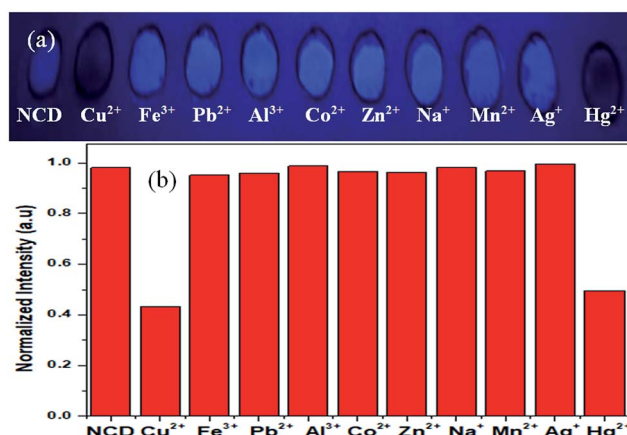 (a)
NCD Cu²⁺ Fe³⁺ Pb²⁺ Al³⁺ Co²⁺ Zn²⁺ Na⁺ Mn²⁺ Ag⁺ Hg²⁺
(b)
Normalized Intensity (a.u)
1.0
0.8
0.6
0.4
0.2
0.0
NCD Cu²⁺ Fe³⁺ Pb²⁺ Al³⁺ Co²⁺ Zn²⁺ Na⁺ Mn²⁺ Ag⁺ Hg²⁺